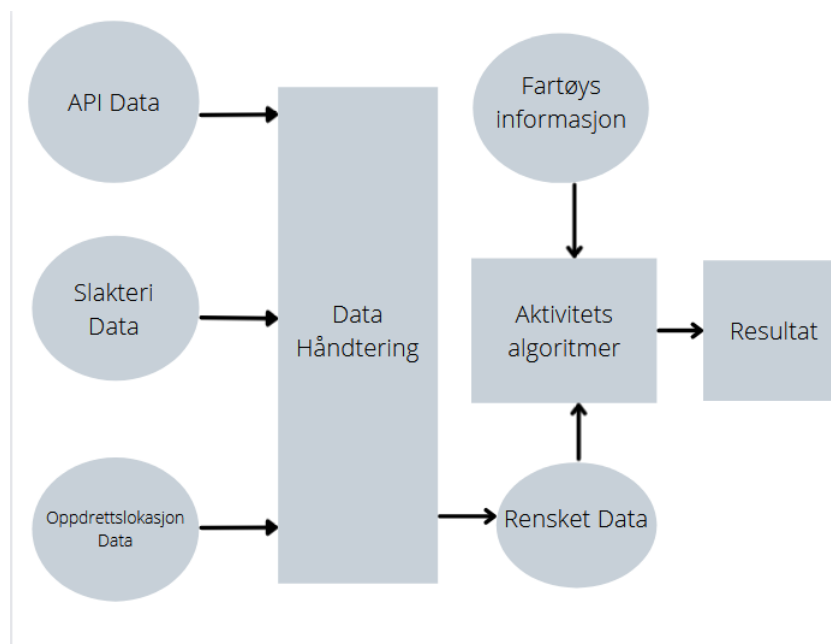 API Data
Slakteri
Data
Oppdrettslokasjon
Data
Data
Håndtering
Fartøys
informasjon
Aktivitets
algoritmer
Rensket Data
Resultat